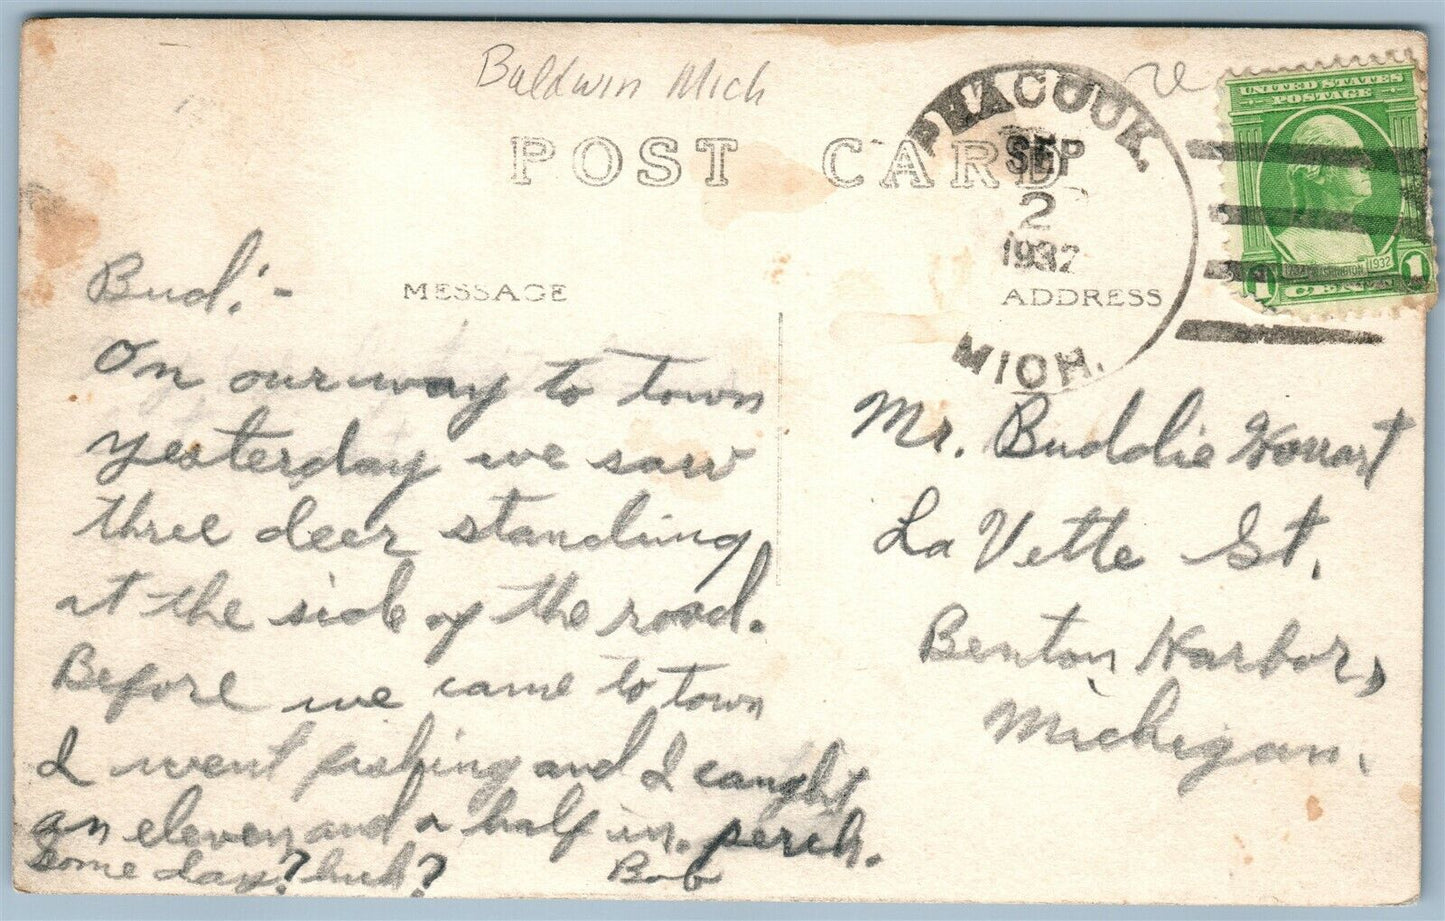 Baldwin Mich
POST CARD
PEACOCK.
SEP
2
1932
MICH.
UNITED STATES
POSTAGE
1732 WASHINGTON 1932
1 CENT 1
MESSAGE
ADDRESS
Bud:-
On our way to town
yesterday we saw
three deer standing
at the side of the road.
Before we came to town
I went fishing and I caught
an eleven and a half in. perch.
Some day? huh?
Bob
Mr. Buddie
La Vette St.
Benton Harbor,
Michigan.